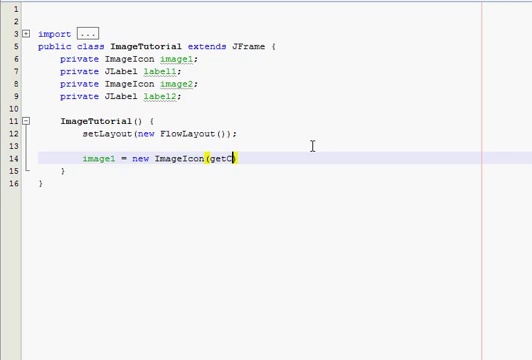 1
2
3 import ...
5 public class ImageTutorial extends JFrame {
6 private ImageIcon image1;
7 private JLabel label1;
8 private ImageIcon image2;
9 private JLabel label2;
10
11 ImageTutorial() {
12 setLayout(new FlowLayout());
13
14 image1 = new ImageIcon(getC)
15 }
16 }